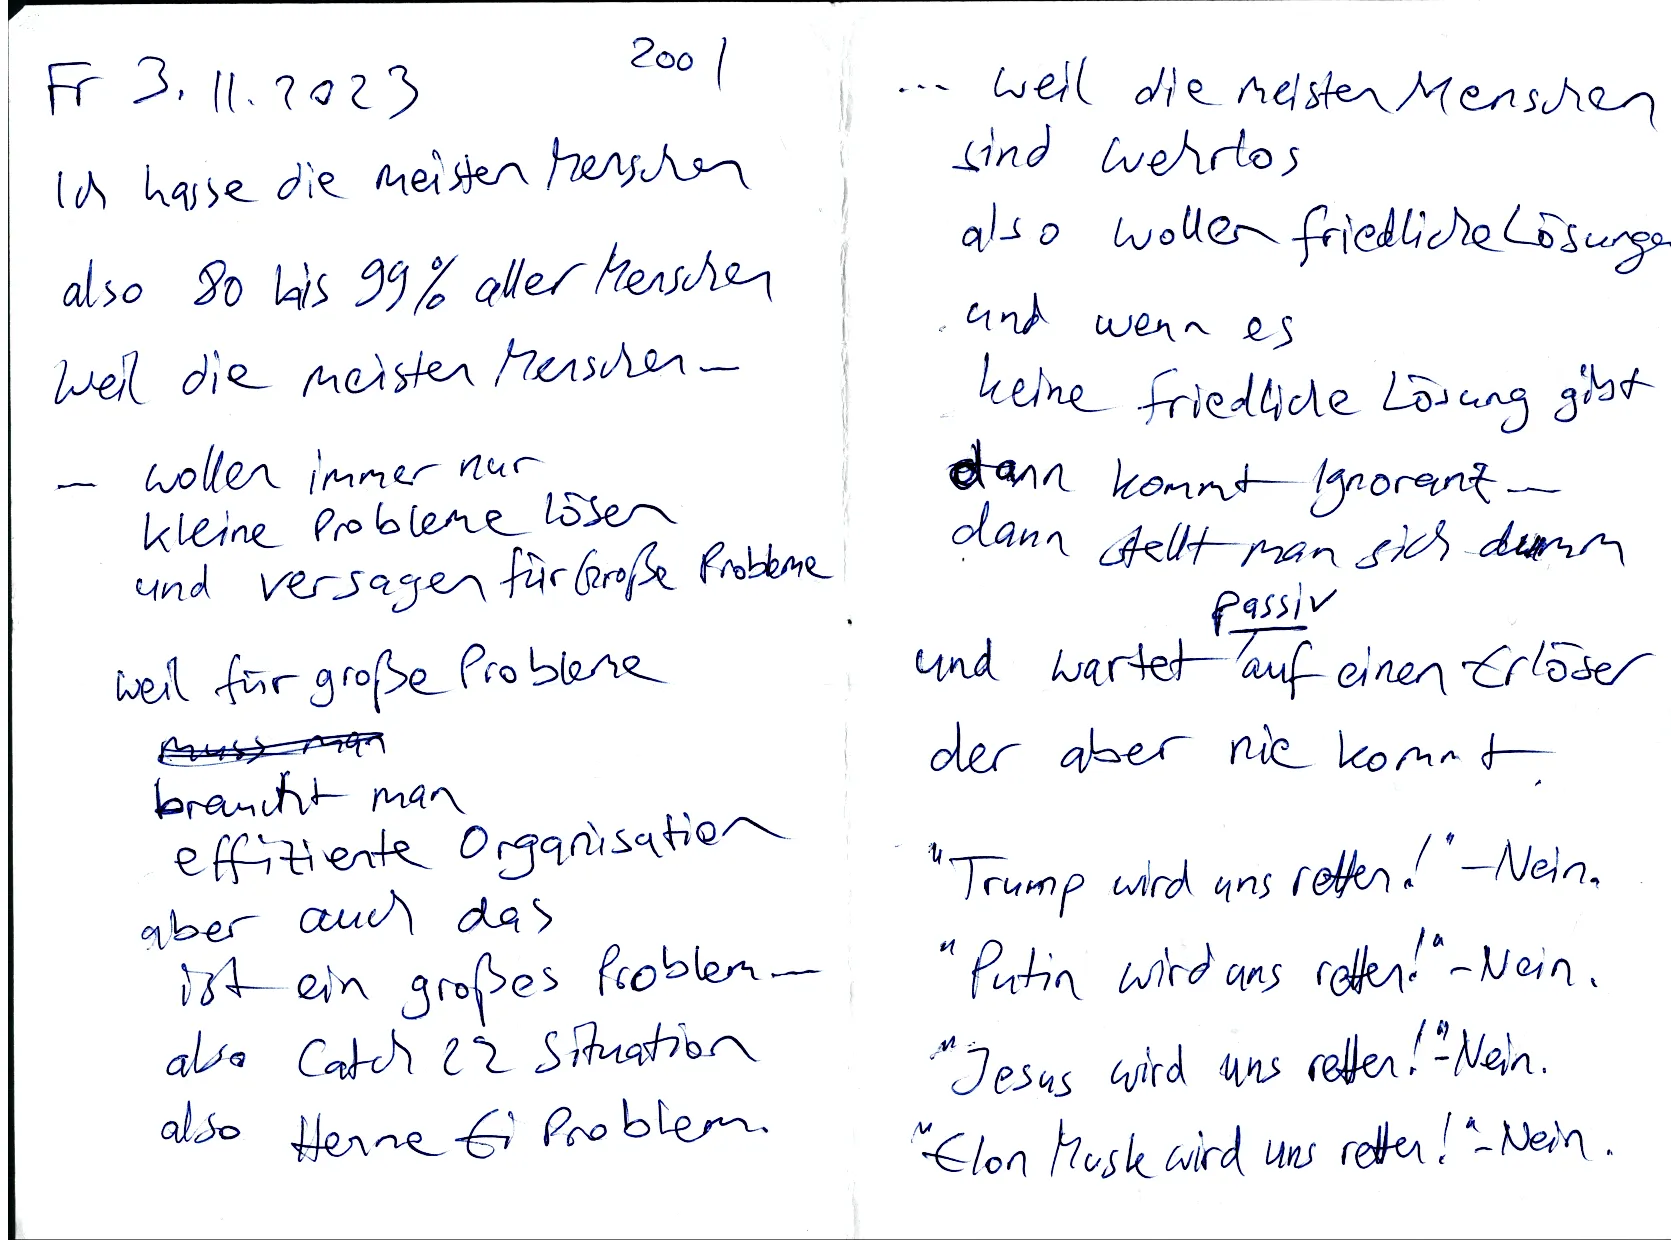 Fr 3.11.2023
2001
Ich hasse die meisten Menschen
also 80 bis 99% aller Menschen
weil die meisten Menschen —
— wollen immer nur
kleine Probleme lösen
und versagen für Große Probleme
weil für große Probleme
muss man
braucht man
effiziente Organisation
aber auch das
ist ein großes Problem —
also Catch 22 Situation
also Henne Ei Problem.
... weil die meisten Menschen
sind wehrlos
also wollen friedliche Lösungen
und wenn es
keine friedliche Lösung gibt
dann kommt Ignoranz —
dann stellt man sich dumm
passiv
und wartet auf einen Erlöser
der aber nie kommt.
"Trump wird uns retten!" — Nein.
"Putin wird uns retten!" — Nein.
"Jesus wird uns retten!" — Nein.
"Elon Musk wird uns retten!" — Nein.